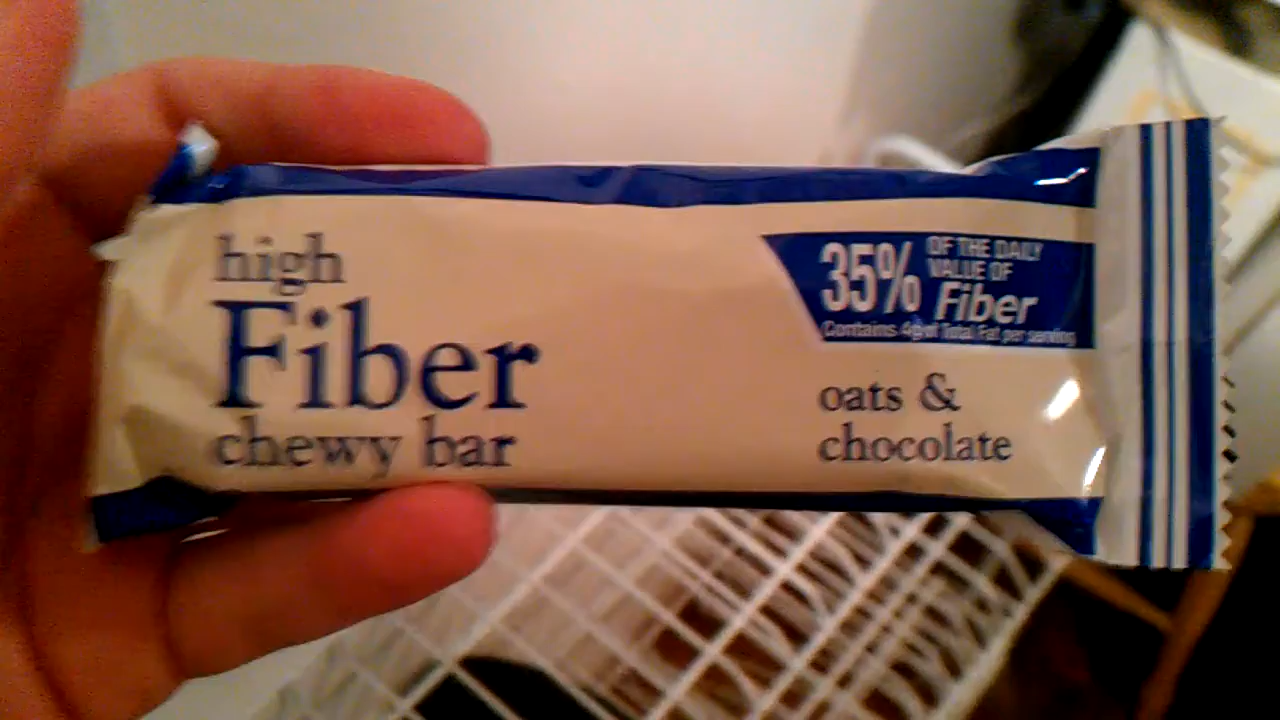 high
Fiber
chewy bar
35% OF THE DAILY
VALUE OF
Fiber
Contains 4g of Total Fat per serving
oats &
chocolate